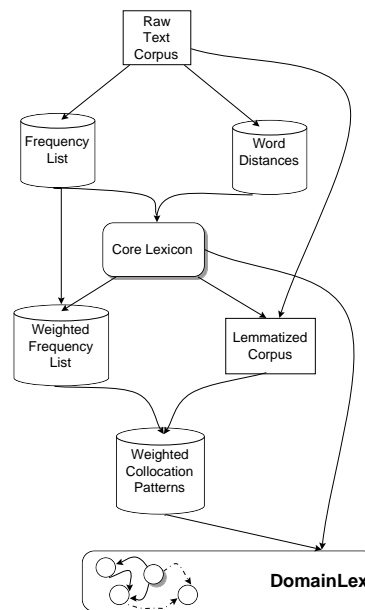 Raw
Text
Corpus
Frequency
List
Word
Distances
Core Lexicon
Weighted
Frequency
List
Lemmatized
Corpus
Weighted
Collocation
Patterns
DomainLex